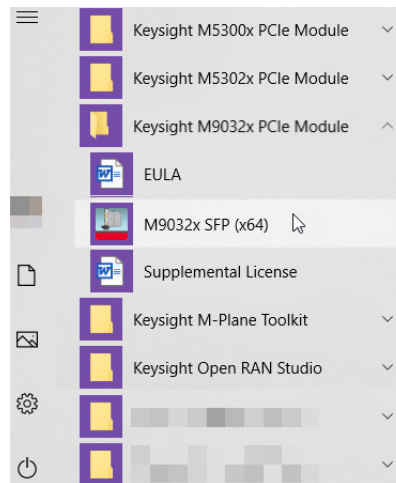 Keysight M5300x PCIe Module
Keysight M5302x PCIe Module
Keysight M9032x PCIe Module
EULA
M9032x SFP (x64)
Supplemental License
Keysight M-Plane Toolkit
Keysight Open RAN Studio